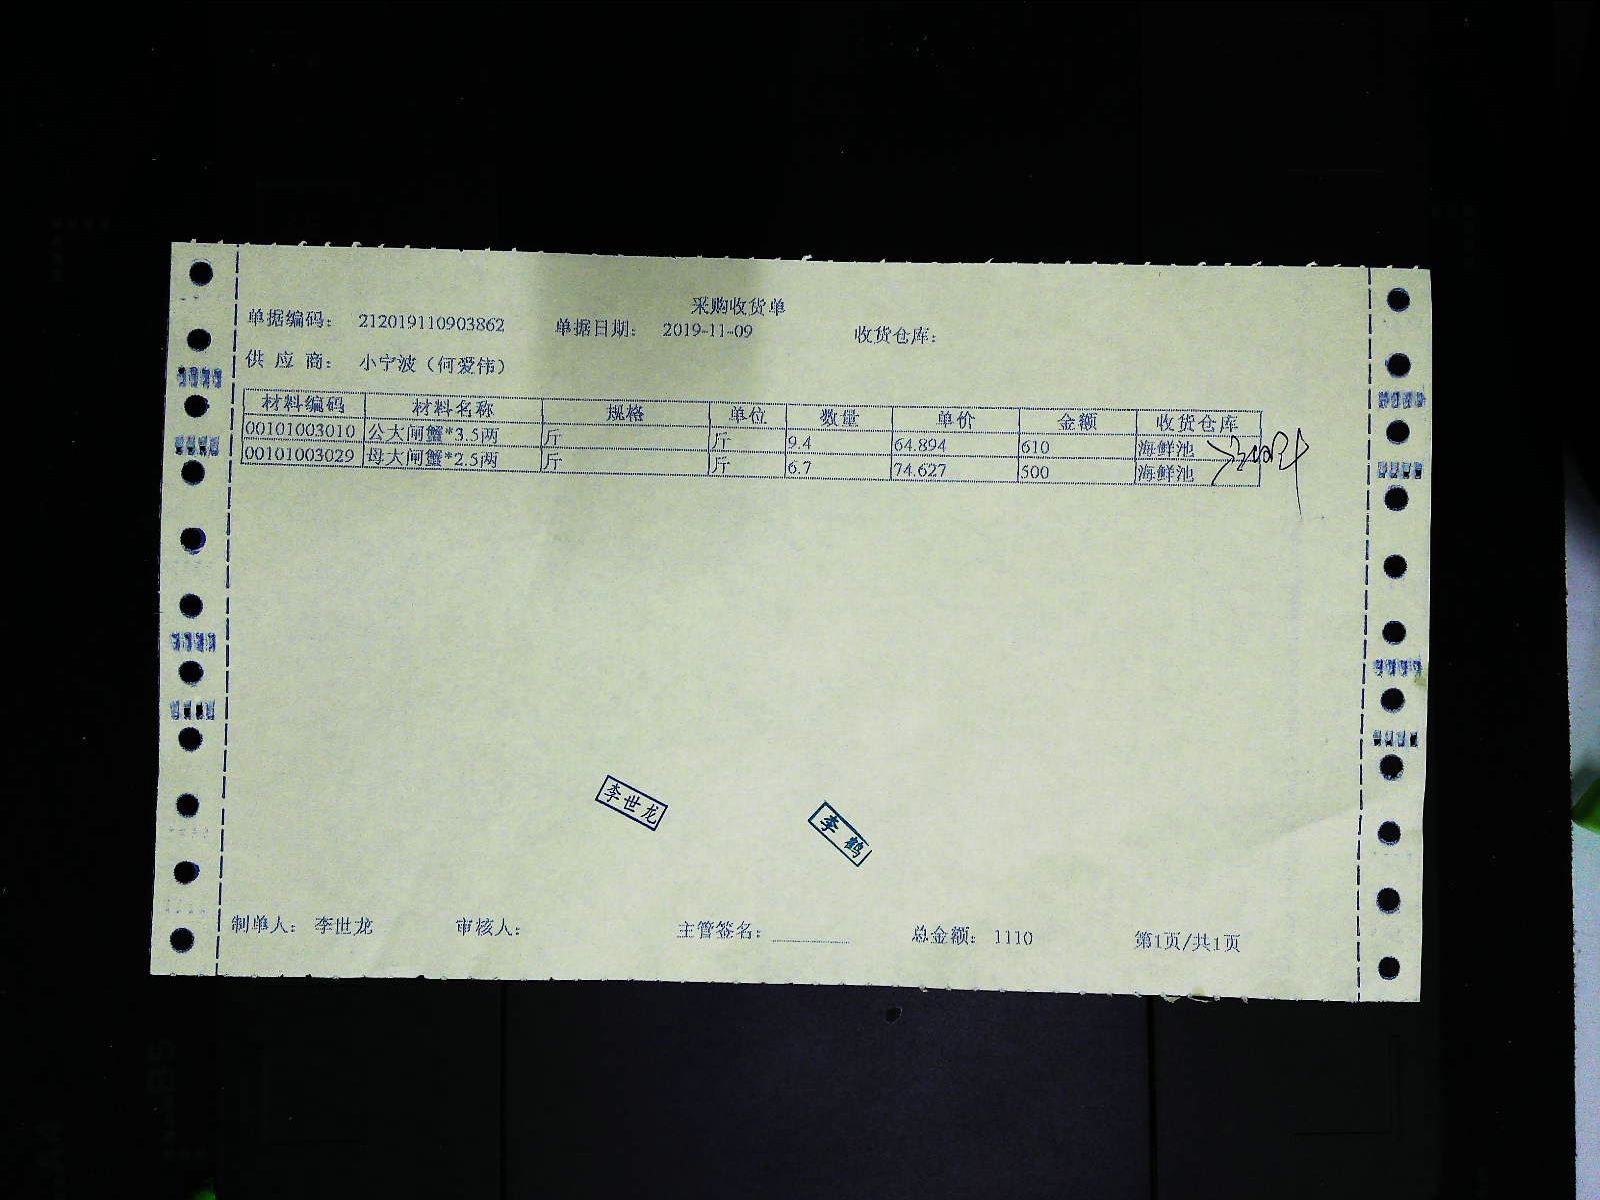 采购收货单
单据编码： 212019110903862 单据日期： 2019-11-09 收货仓库：
供 应 商： 小宁波（何爱伟）
材料编码 材料名称 规格 单位 数量 单价 金额 收货仓库
00101003010 公大闸蟹*3.5两 斤 斤 9.4 64.894 610 海鲜池
00101003029 母大闸蟹*2.5两 斤 斤 6.7 74.627 500 海鲜池
李世龙
李鹤
制单人： 李世龙 审核人： 主管签名： 总金额： 1110 第1页/共1页